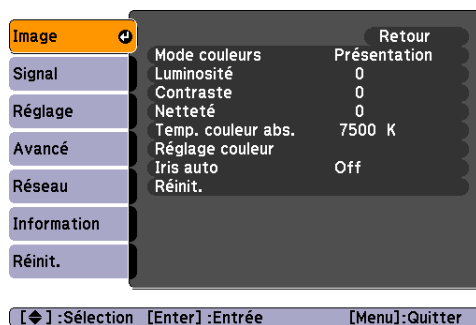 Image
Signal
Réglage
Avancé
Réseau
Information
Réinit.
Retour
Mode couleurs Présentation
Luminosité 0
Contraste 0
Netteté 0
Temp. couleur abs. 7500 K
Réglage couleur
Iris auto Off
Réinit.
[◆] :Sélection [Enter] :Entrée [Menu]:Quitter